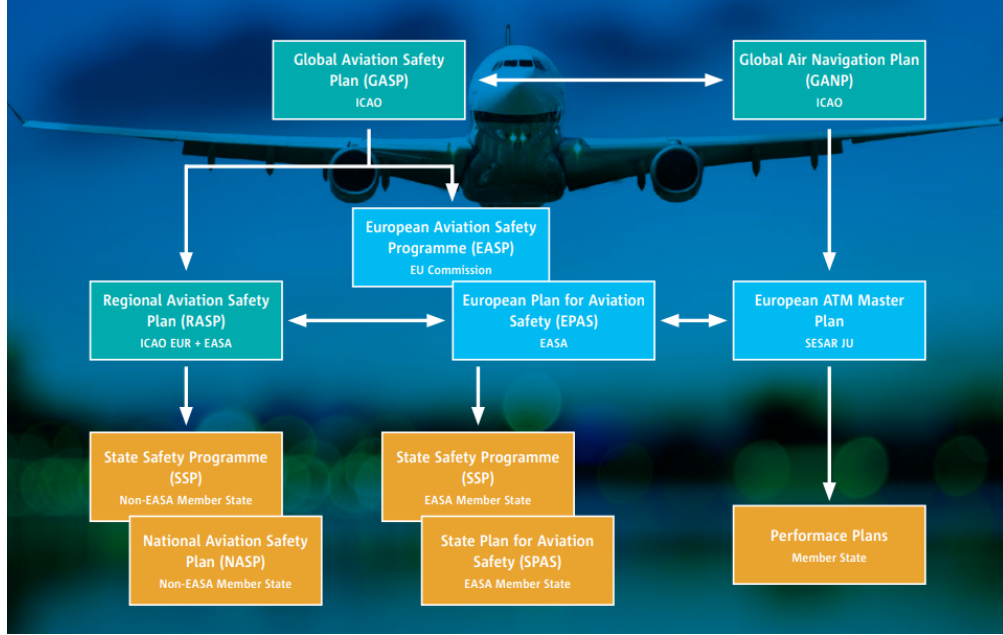 Global Aviation Safety
Plan (GASP)
ICAO
Global Air Navigation Plan
(GANP)
ICAO
European Aviation Safety
Programme (EASP)
EU Commission
Regional Aviation Safety
Plan (RASP)
ICAO EUR + EASA
European Plan for Aviation
Safety (EPAS)
EASA
European ATM Master
Plan
SESAR JU
State Safety Programme
(SSP)
Non-EASA Member State
State Safety Programme
(SSP)
EASA Member State
National Aviation Safety
Plan (NASP)
Non-EASA Member State
State Plan for Aviation
Safety (SPAS)
EASA Member State
Performace Plans
Member State